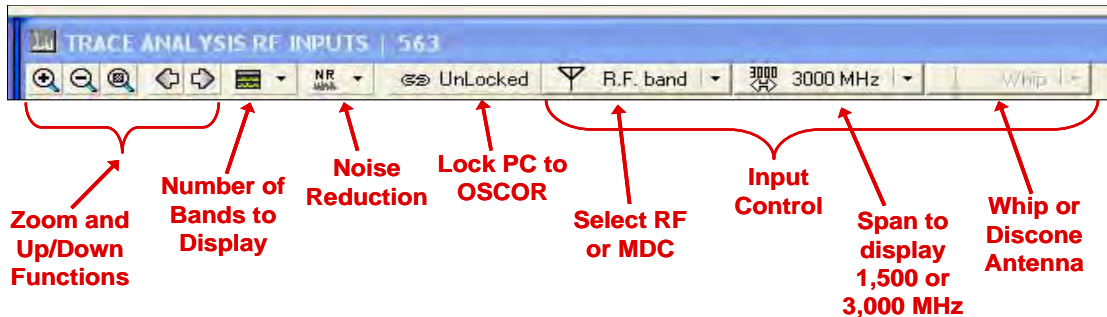 TRACE ANALYSIS RF INPUTS | 563
NR UnLocked R.F. band 3000 3000 MHz Whip
Zoom and
Up/Down
Functions
Number of
Bands to
Display
Noise
Reduction
Lock PC to
OSCOR
Select RF
or MDC
Input
Control
Span to
display
1,500 or
3,000 MHz
Whip or
Discone
Antenna